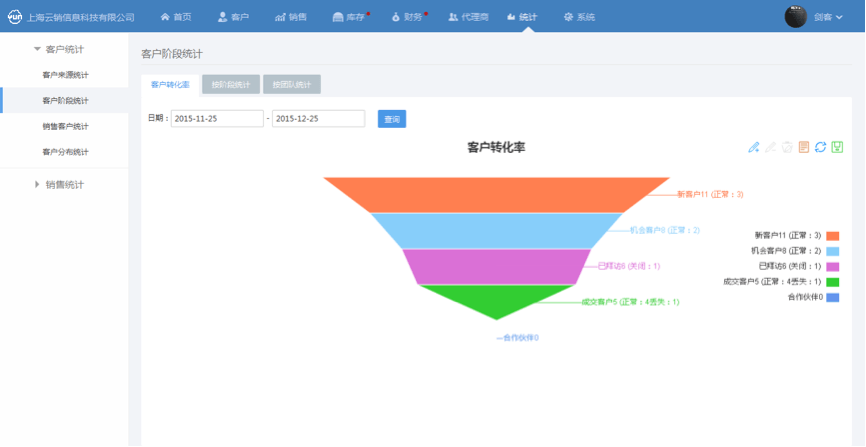 上海云销信息科技有限公司 首页 客户 销售 库存 财务 代理商 统计 系统 剑客
客户统计
客户来源统计
客户阶段统计
销售客户统计
客户分布统计
销售统计
客户阶段统计
客户转化率 按阶段统计 按团队统计
日期：2015-11-25 - 2015-12-25 查询
客户转化率
新客户11 (正常：3)
机会客户8 (正常：2)
已拜访6 (关闭：1)
成交客户5 (正常：4丢失：1)
合作伙伴0
新客户11 (正常：3)
机会客户8 (正常：2)
已拜访6 (关闭：1)
成交客户5 (正常：4丢失：1)
合作伙伴0